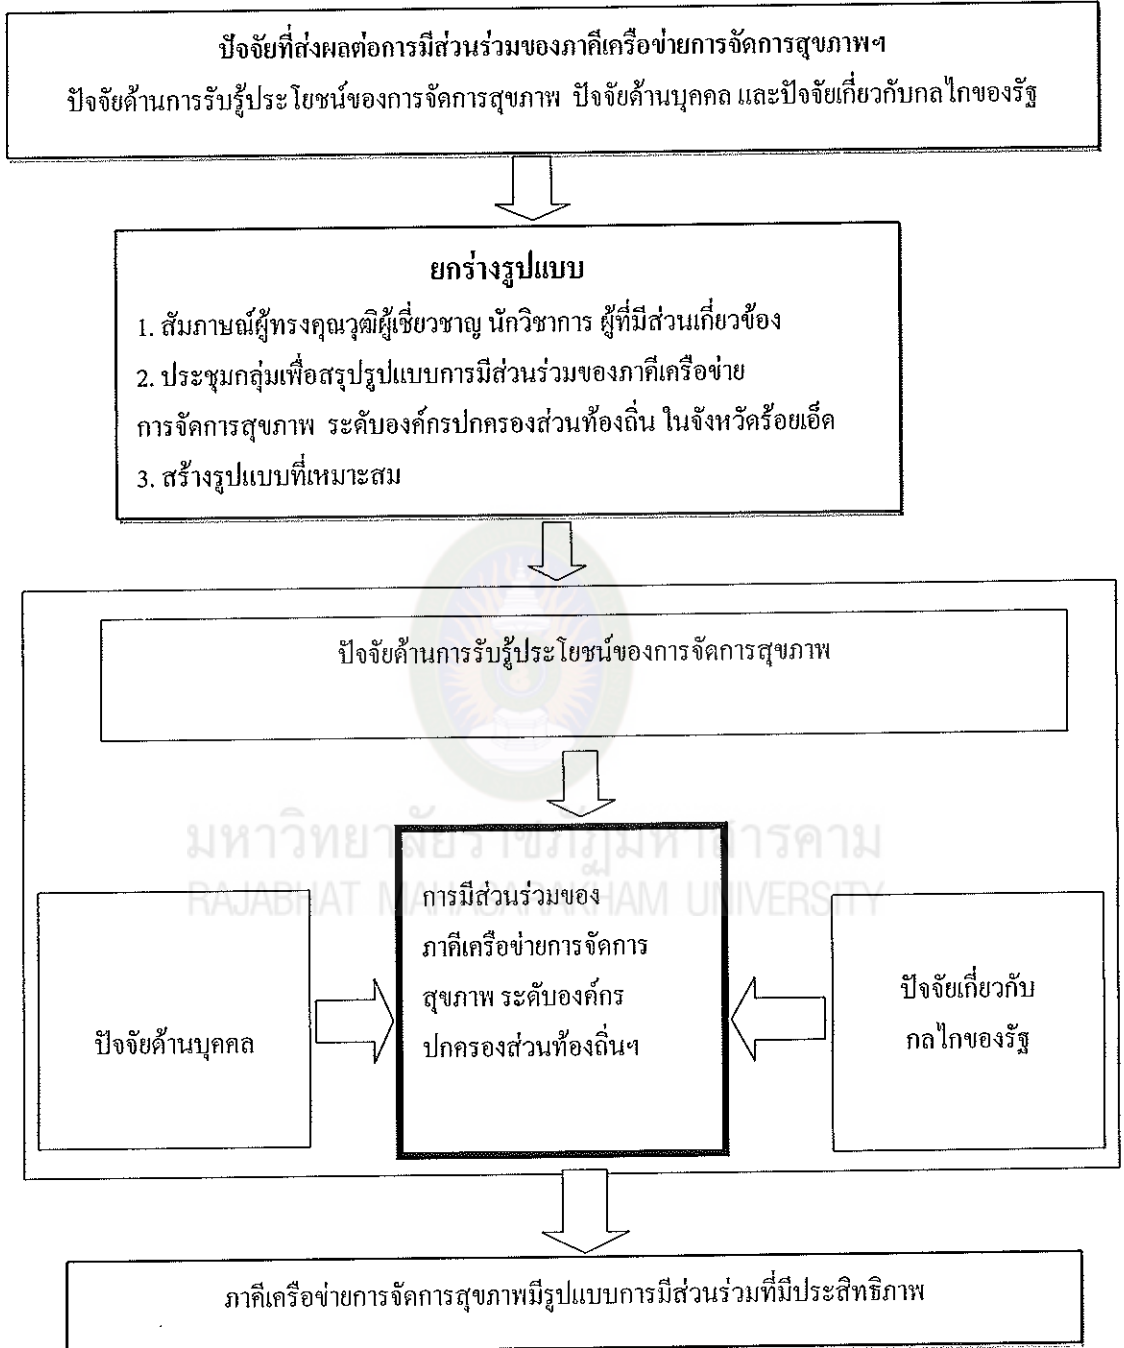 ปัจจัยที่ส่งผลต่อการมีส่วนร่วมของภาคีเครือข่ายการจัดการสุขภาพฯ
ปัจจัยด้านการรับรู้ประโยชน์ของการจัดการสุขภาพ ปัจจัยด้านบุคคล และปัจจัยเกี่ยวกับกลไกของรัฐ
ยกร่างรูปแบบ
1. สัมภาษณ์ผู้ทรงคุณวุฒิผู้เชี่ยวชาญ นักวิชาการ ผู้ที่มีส่วนเกี่ยวข้อง
2. ประชุมกลุ่มเพื่อสรุปรูปแบบการมีส่วนร่วมของภาคีเครือข่าย
การจัดการสุขภาพ ระดับองค์กรปกครองส่วนท้องถิ่น ในจังหวัดร้อยเอ็ด
3. สร้างรูปแบบที่เหมาะสม
ปัจจัยด้านการรับรู้ประโยชน์ของการจัดการสุขภาพ
มหาวิทยาลัยราชภัฏมหาสารคาม
RAJABHAT MAHASARAKHAM UNIVERSITY
การมีส่วนร่วมของ
ภาคีเครือข่ายการจัดการ
สุขภาพ ระดับองค์กร
ปกครองส่วนท้องถิ่นฯ
ปัจจัยด้านบุคคล
ปัจจัยเกี่ยวกับ
กลไกของรัฐ
ภาคีเครือข่ายการจัดการสุขภาพมีรูปแบบการมีส่วนร่วมที่มีประสิทธิภาพ